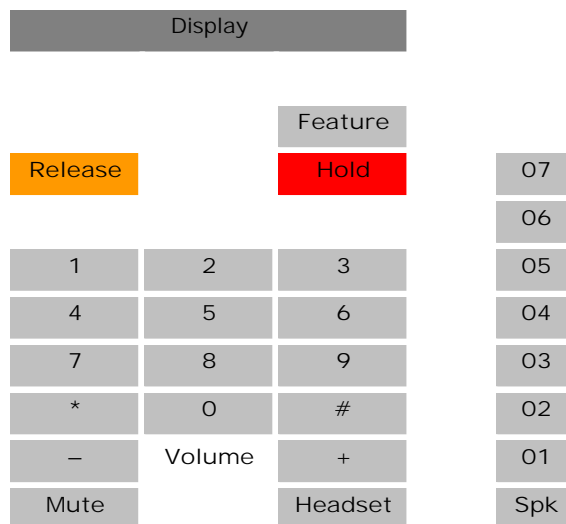 Display
Feature
Release Hold 07
06
1 2 3 05
4 5 6 04
7 8 9 03
* 0 # 02
– Volume + 01
Mute Headset Spk